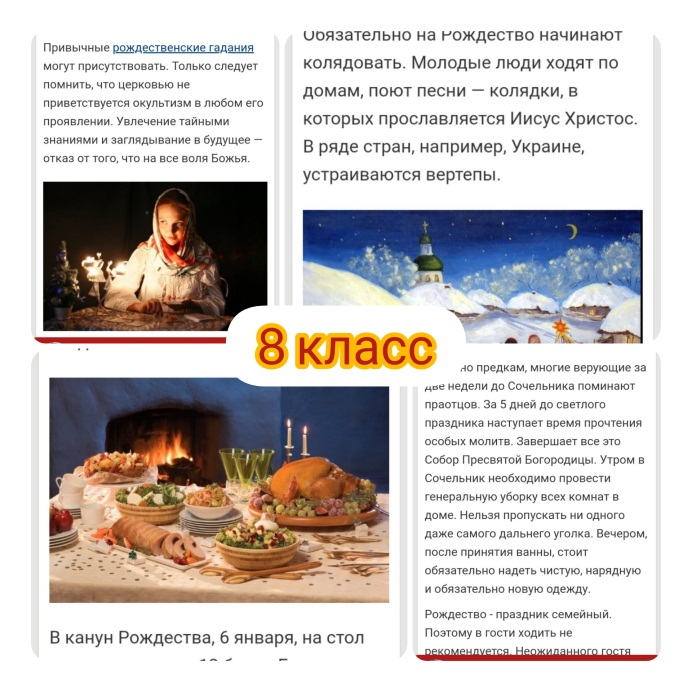 Привычные рождественские гадания
могут присутствовать. Только следует
помнить, что церковью не
приветствуется оккультизм в любом его
проявлении. Увлечение тайными
знаниями и заглядывание в будущее —
отказ от того, что на все воля Божья.
Обязательно на Рождество начинают
колядовать. Молодые люди ходят по
домам, поют песни — колядки, в
которых прославляется Иисус Христос.
В ряде стран, например, Украине,
устраиваются вертепы.
8 класс
В канун Рождества, 6 января, на стол
но предкам, многие верующие за
две недели до Сочельника поминают
праотцов. За 5 дней до светлого
праздника наступает время прочтения
особых молитв. Завершает все это
Собор Пресвятой Богородицы. Утром в
Сочельник необходимо провести
генеральную уборку всех комнат в
доме. Нельзя пропускать ни одного
даже самого дальнего уголка. Вечером,
после принятия ванны, стоит
обязательно надеть чистую, нарядную
и обязательно новую одежду.
Рождество - праздник семейный.
Поэтому в гости ходить не
рекомендуется. Неожиданного гостя